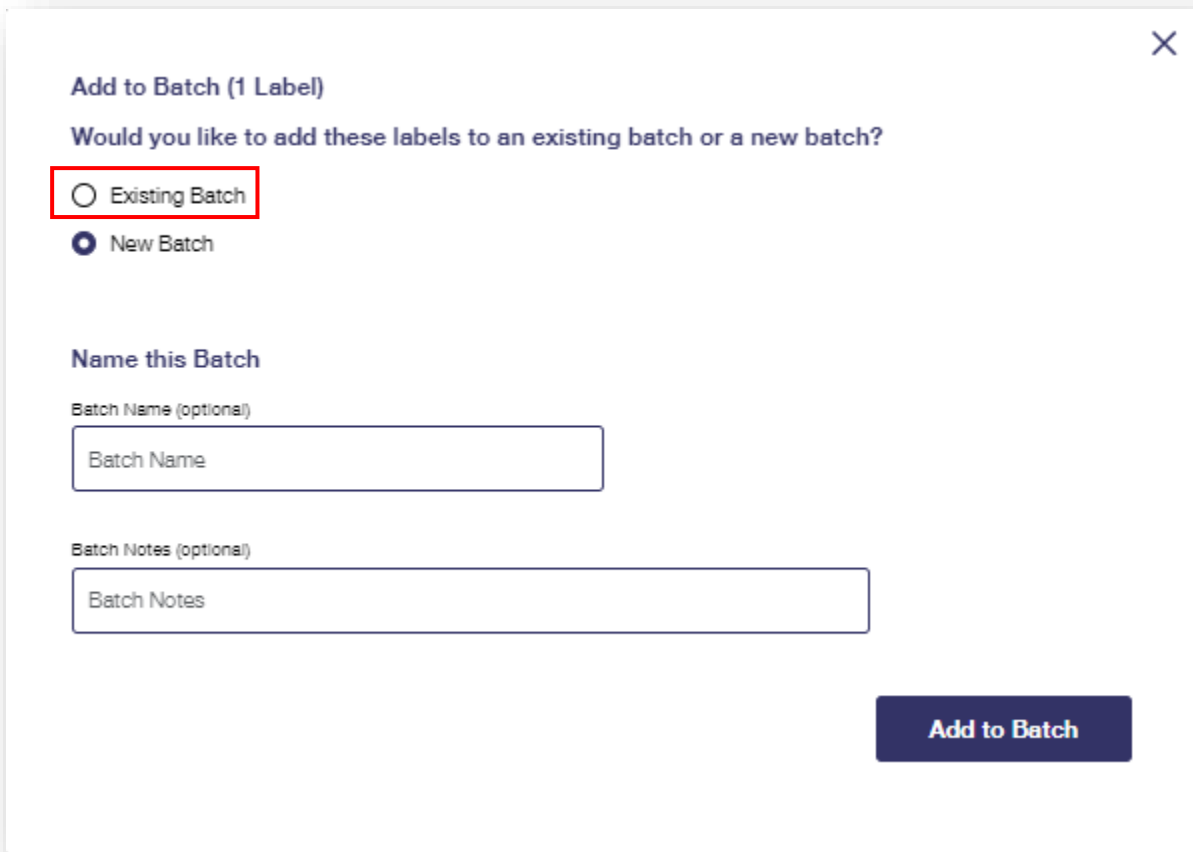 Add to Batch (1 Label)
Would you like to add these labels to an existing batch or a new batch?
Existing Batch
New Batch
Name this Batch
Batch Name (optional)
Batch Name
Batch Notes (optional)
Batch Notes
Add to Batch